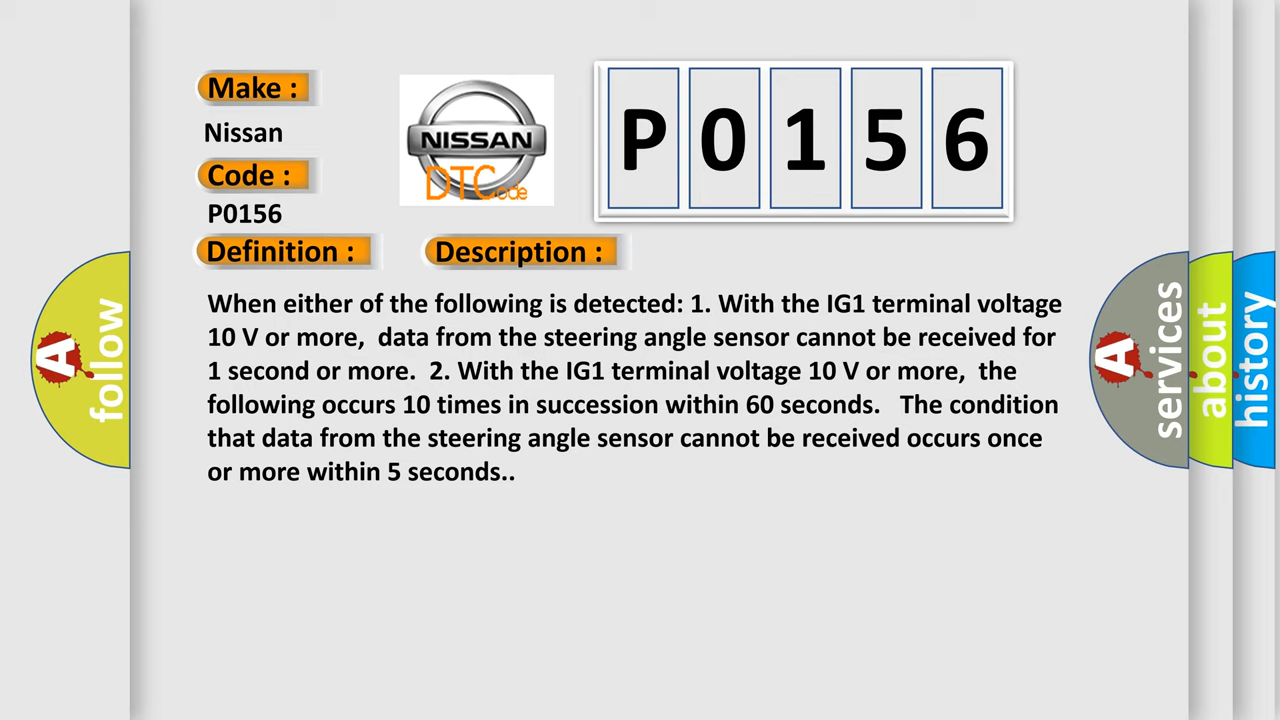 Make :
Nissan
Code :
P0156
Definition :
Description :
NISSAN
DTCode
P0156
When either of the following is detected: 1. With the IG1 terminal voltage
10 V or more, data from the steering angle sensor cannot be received for
1 second or more. 2. With the IG1 terminal voltage 10 V or more, the
following occurs 10 times in succession within 60 seconds. The condition
that data from the steering angle sensor cannot be received occurs once
or more within 5 seconds..
A
follow
A
services
about
history